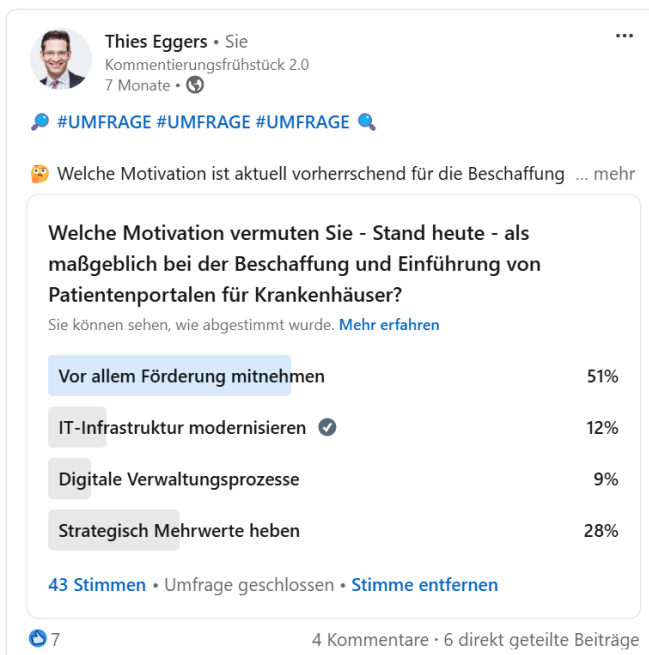 Thies Eggers • Sie
Kommentierungsfrühstück 2.0
7 Monate •
#UMFRAGE #UMFRAGE #UMFRAGE
Welche Motivation ist aktuell vorherrschend für die Beschaffung ... mehr
Welche Motivation vermuten Sie - Stand heute - als
maßgeblich bei der Beschaffung und Einführung von
Patientenportalen für Krankenhäuser?
Sie können sehen, wie abgestimmt wurde. Mehr erfahren
Vor allem Förderung mitnehmen 51%
IT-Infrastruktur modernisieren 12%
Digitale Verwaltungsprozesse 9%
Strategisch Mehrwerte heben 28%
43 Stimmen • Umfrage geschlossen • Stimme entfernen
7 4 Kommentare · 6 direkt geteilte Beiträge